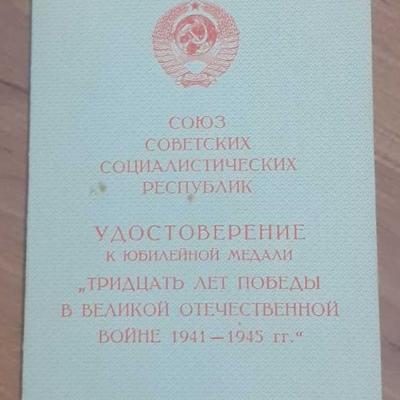 СОЮЗ
СОВЕТСКИХ
СОЦИАЛИСТИЧЕСКИХ
РЕСПУБЛИК
УДОСТОВЕРЕНИЕ
К ЮБИЛЕЙНОЙ МЕДАЛИ
„ТРИДЦАТЬ ЛЕТ ПОБЕДЫ
В ВЕЛИКОЙ ОТЕЧЕСТВЕННОЙ
ВОЙНЕ 1941—1945 гг.“